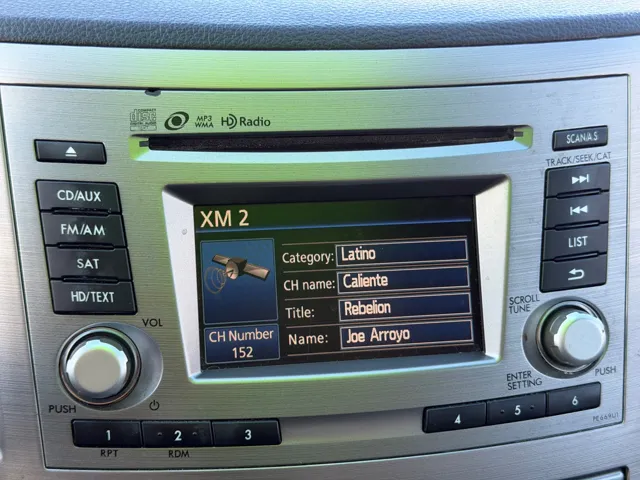 disc
MP3
WMA
HD Radio
SCAN/A.S
TRACK/SEEK/CAT
CD/AUX
FM/AM
SAT
HD/TEXT
LIST
XM 2
Category: Latino
CH name: Caliente
Title: Rebelion
Name: Joe Arroyo
CH Number
152
VOL
PUSH
SCROLL
TUNE
ENTER
SETTING
PUSH
1 2 3
RPT RDM
4 5 6
PE649U1